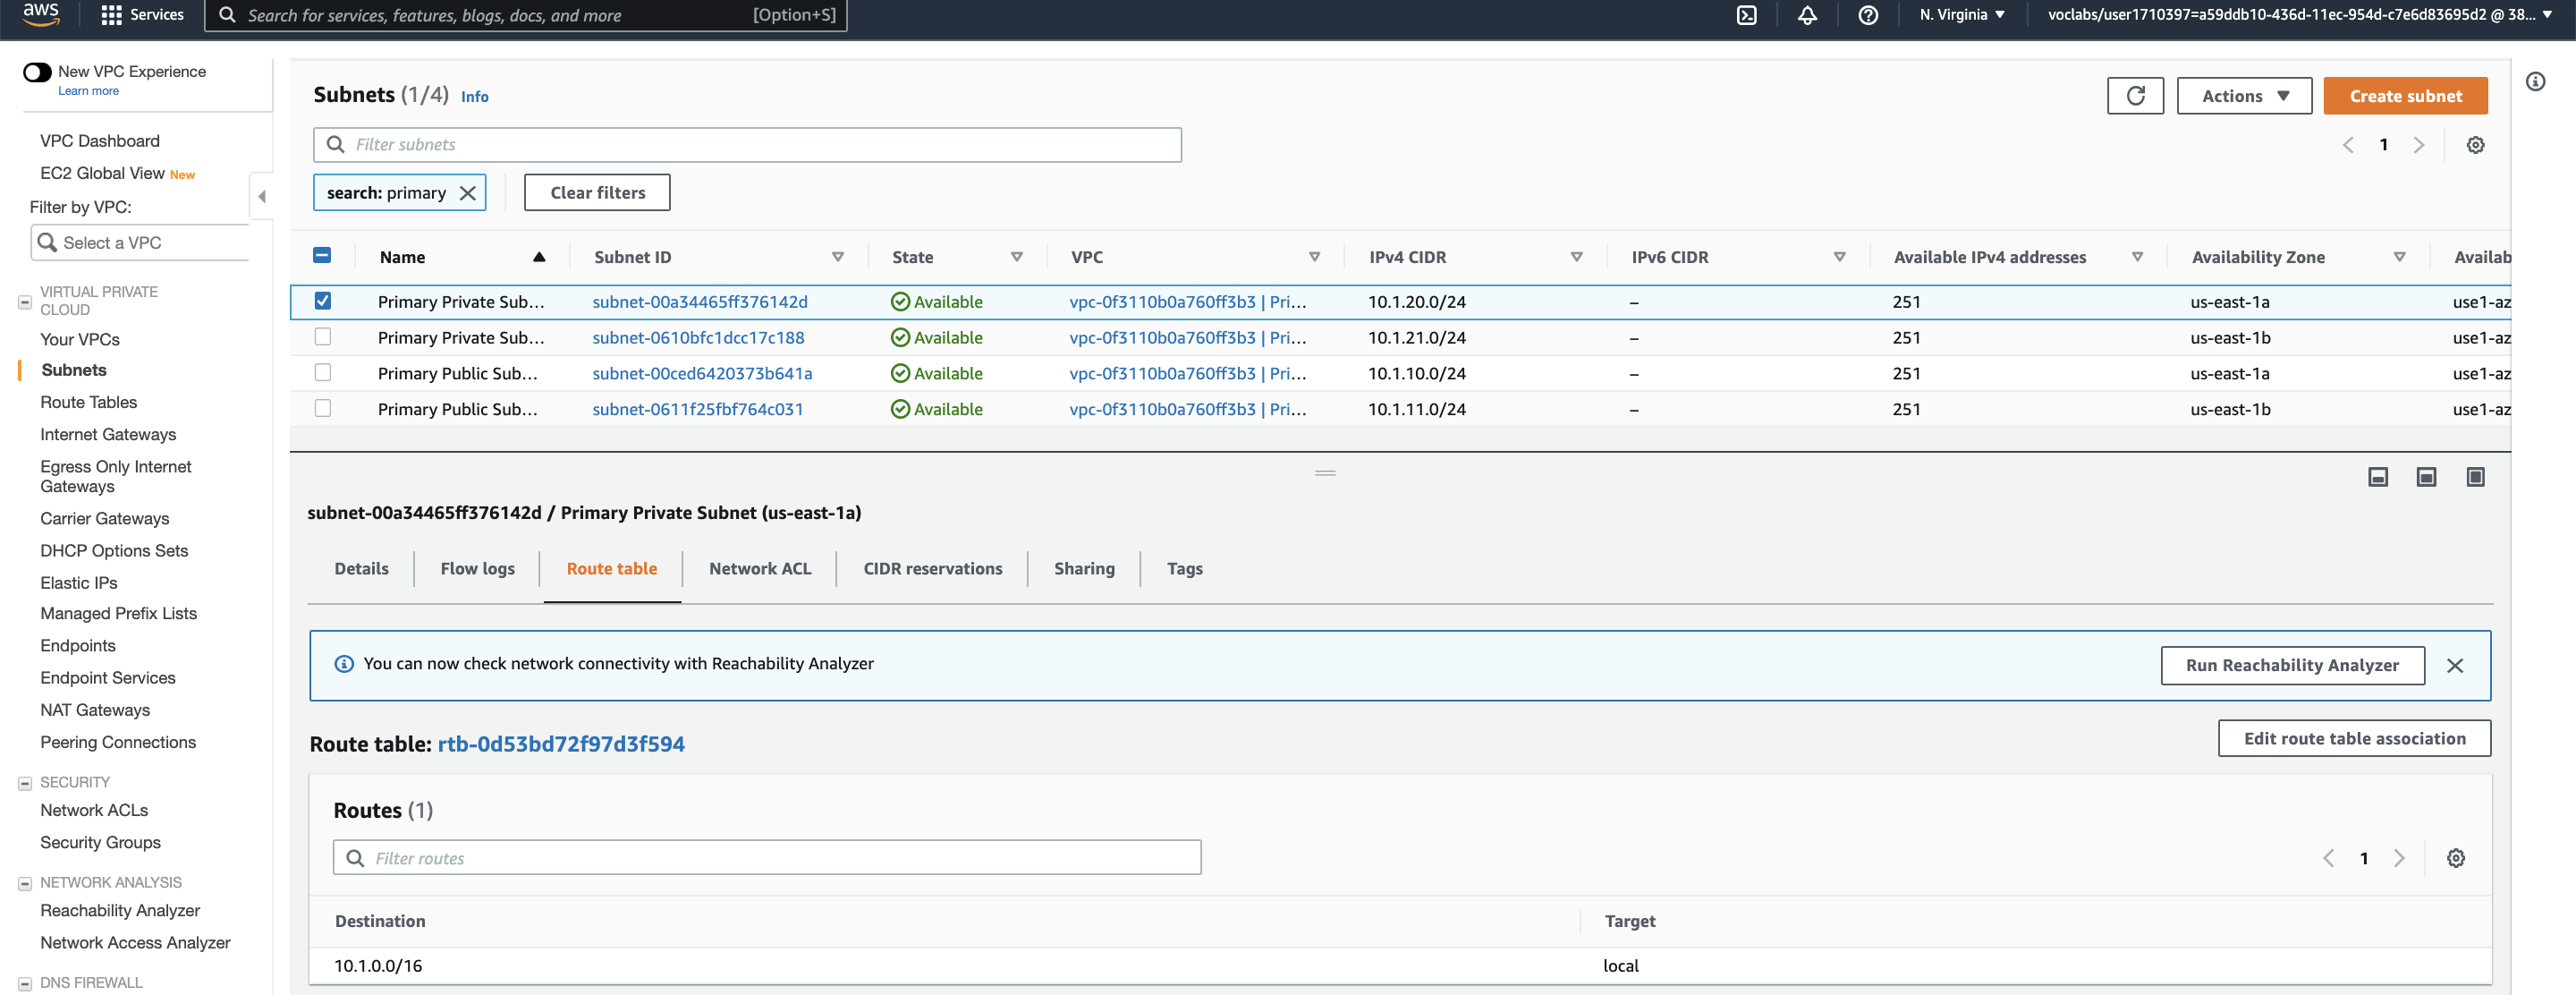 aws
Services
Search for services, features, blogs, docs, and more [Option+S]
N. Virginia
voclabs/user1710397=a59ddb10-436d-11ec-954d-c7e6d83695d2 @ 38...
New VPC Experience
Learn more
VPC Dashboard
EC2 Global View New
Filter by VPC:
Select a VPC
VIRTUAL PRIVATE
CLOUD
Your VPCs
Subnets
Route Tables
Internet Gateways
Egress Only Internet
Gateways
Carrier Gateways
DHCP Options Sets
Elastic IPs
Managed Prefix Lists
Endpoints
Endpoint Services
NAT Gateways
Peering Connections
SECURITY
Network ACLs
Security Groups
NETWORK ANALYSIS
Reachability Analyzer
Network Access Analyzer
DNS FIREWALL
Subnets (1/4) Info
Actions
Create subnet
Filter subnets
1
search: primary
Clear filters
Name Subnet ID State VPC IPv4 CIDR IPv6 CIDR Available IPv4 addresses Availability Zone Availab
Primary Private Sub... subnet-00a34465ff376142d Available vpc-0f3110b0a760ff3b3 | Pri... 10.1.20.0/24 – 251 us-east-1a use1-az
Primary Private Sub... subnet-0610bfc1dcc17c188 Available vpc-0f3110b0a760ff3b3 | Pri... 10.1.21.0/24 – 251 us-east-1b use1-az
Primary Public Sub... subnet-00ced6420373b641a Available vpc-0f3110b0a760ff3b3 | Pri... 10.1.10.0/24 – 251 us-east-1a use1-az
Primary Public Sub... subnet-0611f25fbf764c031 Available vpc-0f3110b0a760ff3b3 | Pri... 10.1.11.0/24 – 251 us-east-1b use1-az
subnet-00a34465ff376142d / Primary Private Subnet (us-east-1a)
Details Flow logs Route table Network ACL CIDR reservations Sharing Tags
You can now check network connectivity with Reachability Analyzer
Run Reachability Analyzer
Route table: rtb-0d53bd72f97d3f594
Edit route table association
Routes (1)
Filter routes
1
Destination Target
10.1.0.0/16 local